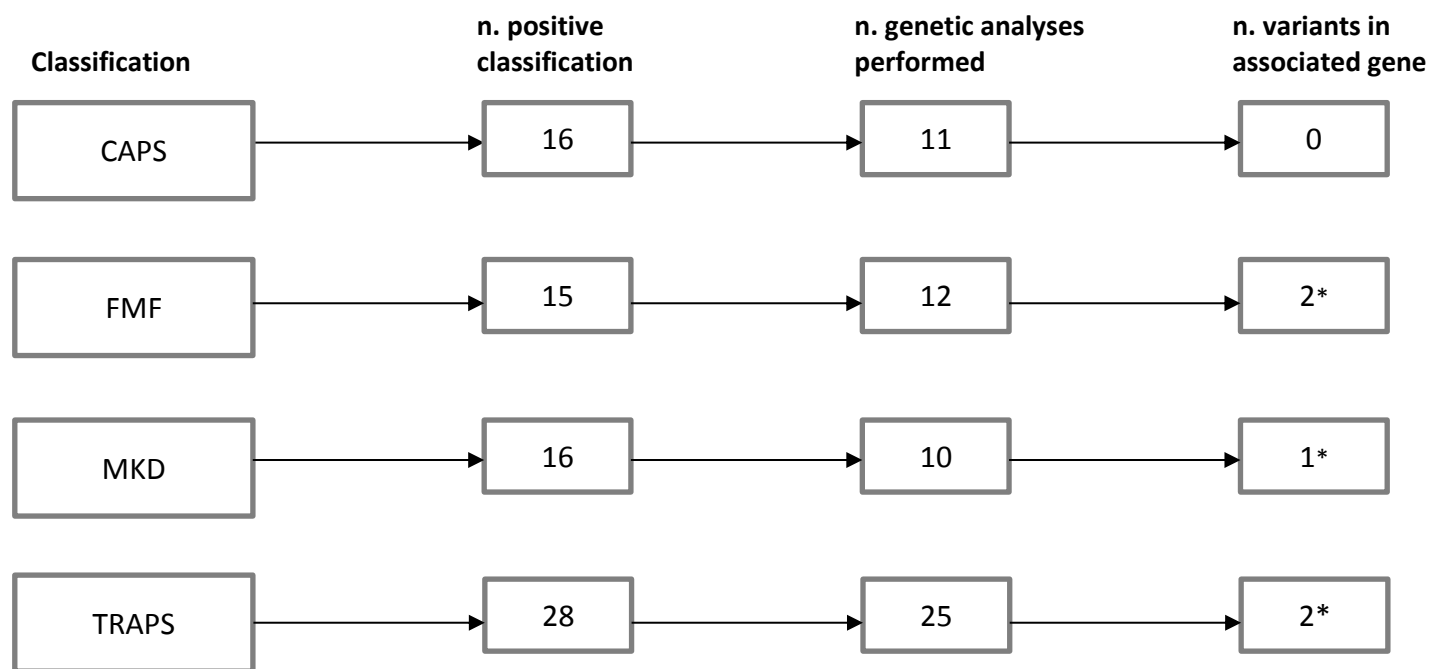 Classification
n. positive
classification
n. genetic analyses
performed
n. variants in
associated gene
CAPS
16
11
0
FMF
15
12
2*
MKD
16
10
1*
TRAPS
28
25
2*